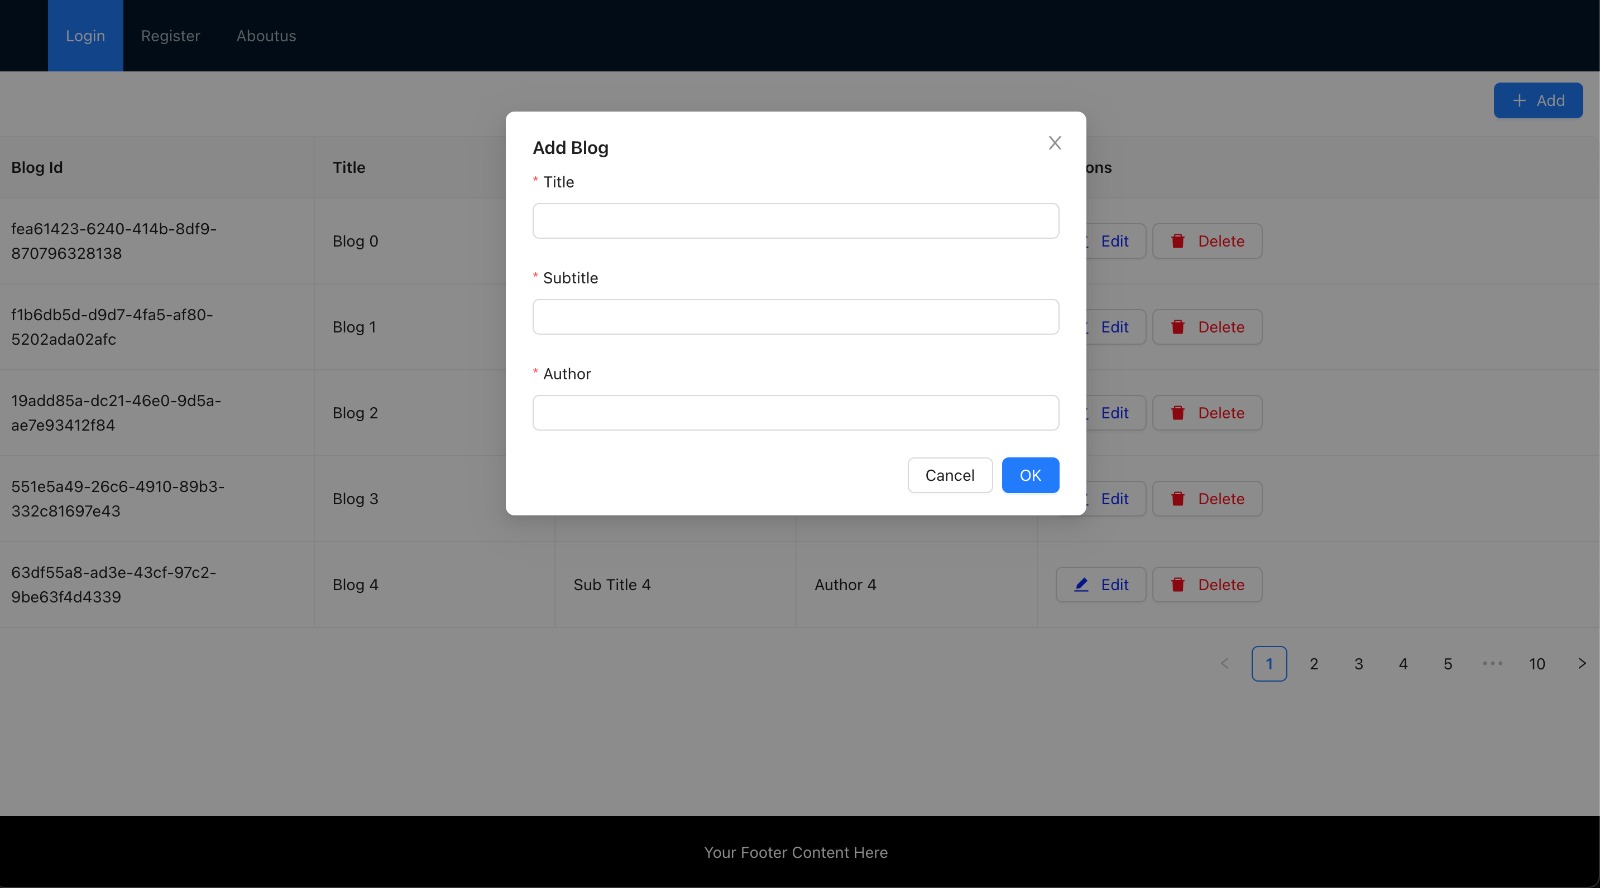 Login Register Aboutus
+ Add
Add Blog
Blog Id Title ons
* Title
fea61423-6240-414b-8df9-
870796328138
Blog 0 Edit Delete
* Subtitle
f1b6db5d-d9d7-4fa5-af80-
5202ada02afc
Blog 1 Edit Delete
* Author
19add85a-dc21-46e0-9d5a-
ae7e93412f84
Blog 2 Edit Delete
Cancel OK
551e5a49-26c6-4910-89b3-
332c81697e43
Blog 3 Edit Delete
63df55a8-ad3e-43cf-97c2-
9be63f4d4339
Blog 4 Sub Title 4 Author 4 Edit Delete
< 1 2 3 4 5 ••• 10 >
Your Footer Content Here